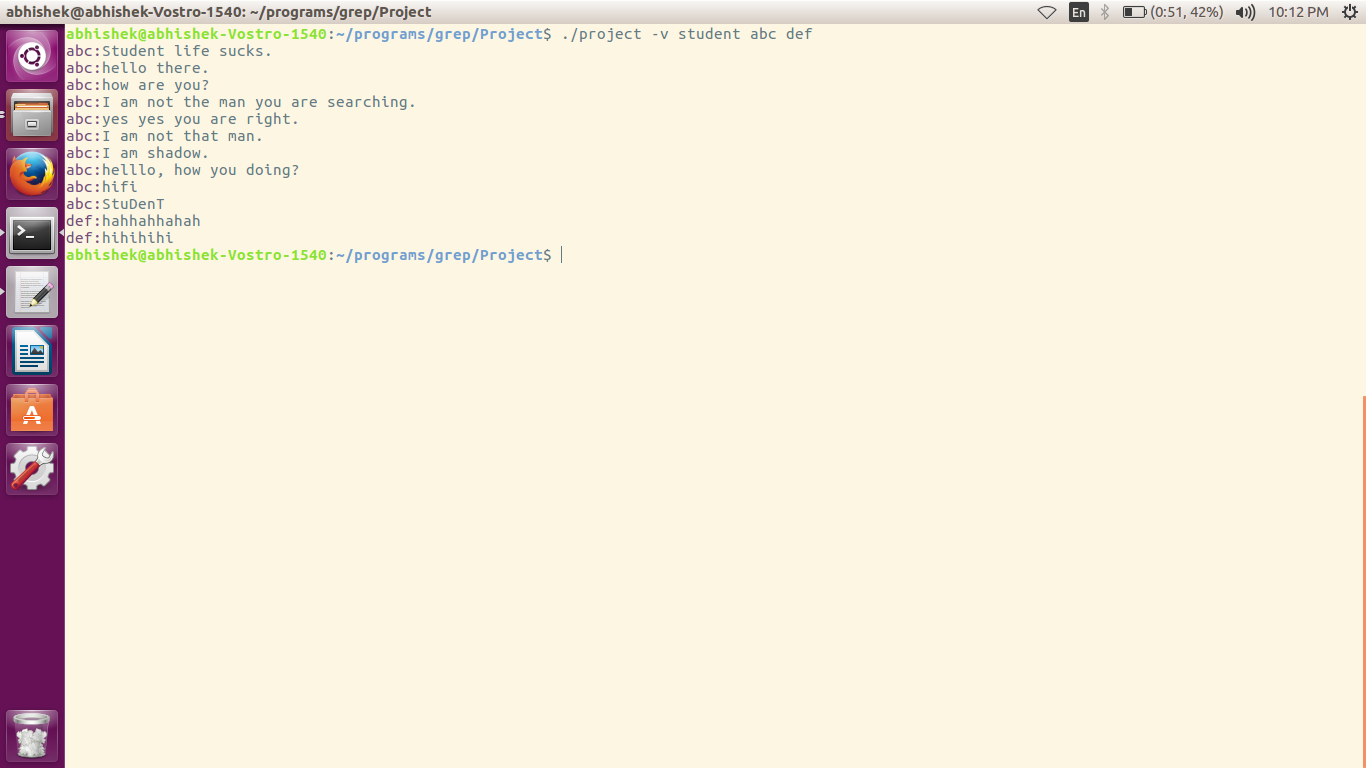 abhishek@abhishek-Vostro-1540: ~/programs/grep/Project En (0:51, 42%) 10:12 PM
abhishek@abhishek-Vostro-1540:~/programs/grep/Project$ ./project -v student abc def
abc:Student life sucks.
abc:hello there.
abc:how are you?
abc:I am not the man you are searching.
abc:yes yes you are right.
abc:I am not that man.
abc:I am shadow.
abc:helllo, how you doing?
abc:hifi
abc:StuDenT
def:hahhahhahah
def:hihihihi
abhishek@abhishek-Vostro-1540:~/programs/grep/Project$